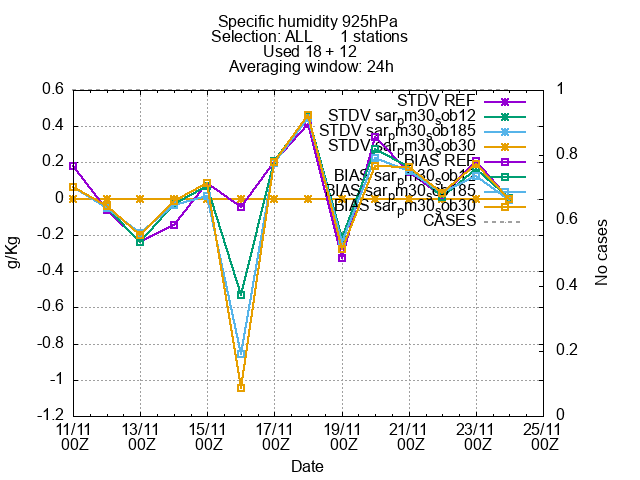 Specific humidity 925hPa
Selection: ALL 1 stations
Used 18 + 12
Averaging window: 24h
STDV REF
STDV sar_pm30_sob12
STDV sar_pm30_sob185
STDV sar_pm30_sob30
BIAS REF
BIAS sar_pm30_sob12
BIAS sar_pm30_sob185
BIAS sar_pm30_sob30
CASES
0.6
0.4
0.2
0
-0.2
-0.4
-0.6
-0.8
-1
-1.2
g/Kg
1
0.8
0.6
0.4
0.2
0
No cases
11/11 13/11 15/11 17/11 19/11 21/11 23/11 25/11
00Z 00Z 00Z 00Z 00Z 00Z 00Z 00Z
Date